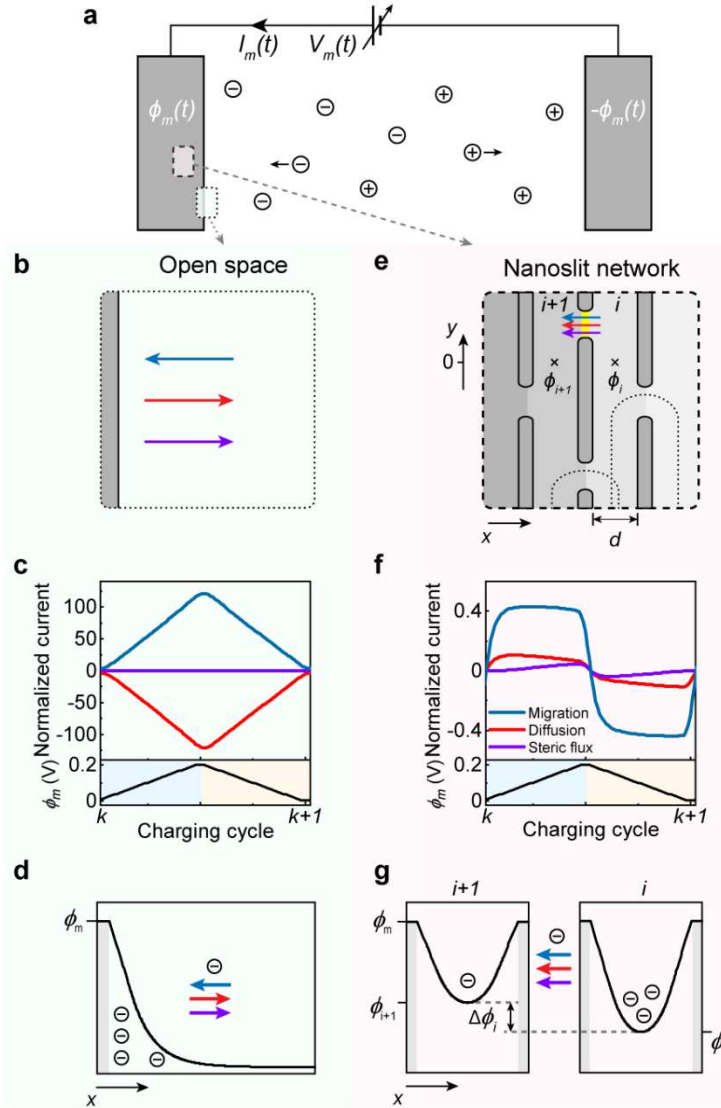 a
I_m(t)
V_m(t)
ϕ_m(t)
-ϕ_m(t)
b
Open space
e
Nanoslit network
i+1
i
y
0
ϕ_{i+1}
ϕ_i
x
d
c
Normalized current
100
50
0
-50
-100
ϕ_m (V)
0.2
0
k
k+1
Charging cycle
f
Normalized current
0.4
0
-0.4
Migration
Diffusion
Steric flux
ϕ_m (V)
0.2
0
k
k+1
Charging cycle
d
ϕ_m
x
g
i+1
i
ϕ_m
ϕ_{i+1}
Δϕ_i
ϕ
x